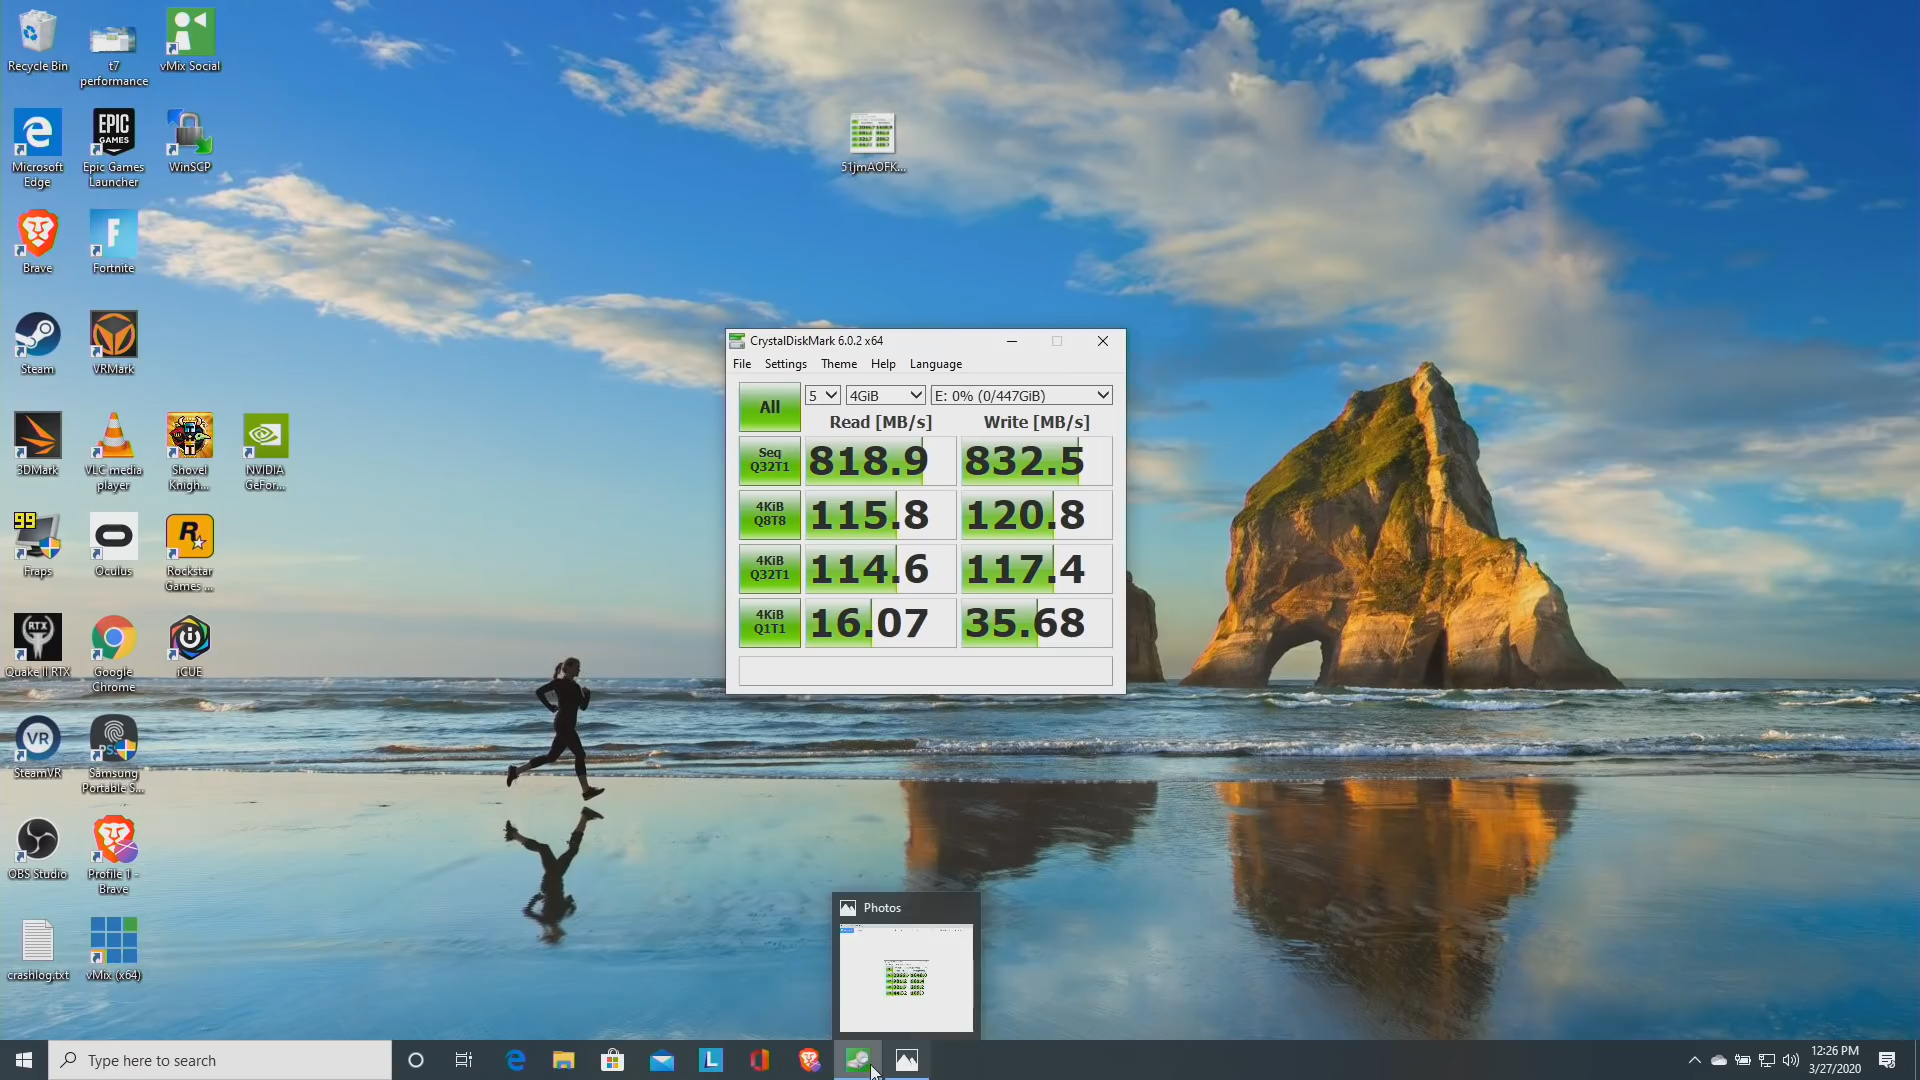 Recycle Bin
t7
performance
vMix Social
Microsoft
Edge
EPIC
GAMES
Epic Games
Launcher
WinSCP
51jmAOFK...
Brave
F
Fortnite
Steam
VRMark
3DMark
VLC media
player
Shovel
Knigh...
NVIDIA
GeFor...
99
Fraps
Oculus
R
Rockstar
Games ...
RTX
Quake II RTX
Google
Chrome
iCUE
VR
SteamVR
Samsung
Portable S...
OBS Studio
Profile 1 -
Brave
crashlog.txt
vMix (x64)
CrystalDiskMark 6.0.2 x64
File Settings Theme Help Language
All 5 4GiB E: 0% (0/447GiB)
Read [MB/s] Write [MB/s]
Seq
Q32T1 818.9 832.5
4KiB
Q8T8 115.8 120.8
4KiB
Q32T1 114.6 117.4
4KiB
Q1T1 16.07 35.68
Photos
Type here to search
L
12:26 PM
3/27/2020